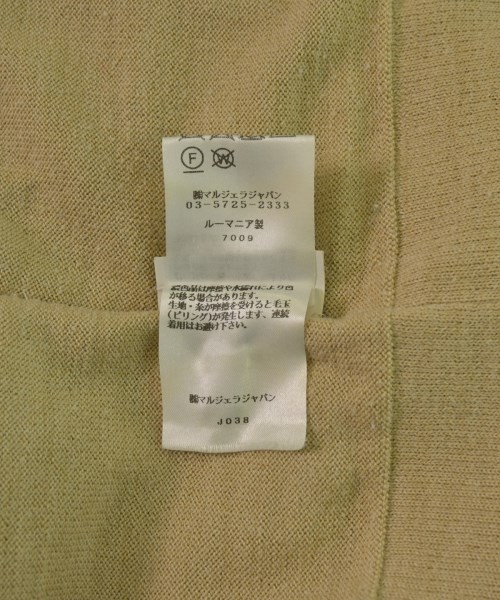 F W
㈱マルジェラジャパン
03-5725-2333
ルーマニア製
7009
が移る場合があります。
生地・糸が摩擦を受けると毛玉
(ピリング)が発生します。連続
着用はお避け下さい。
㈱マルジェラジャパン
J038